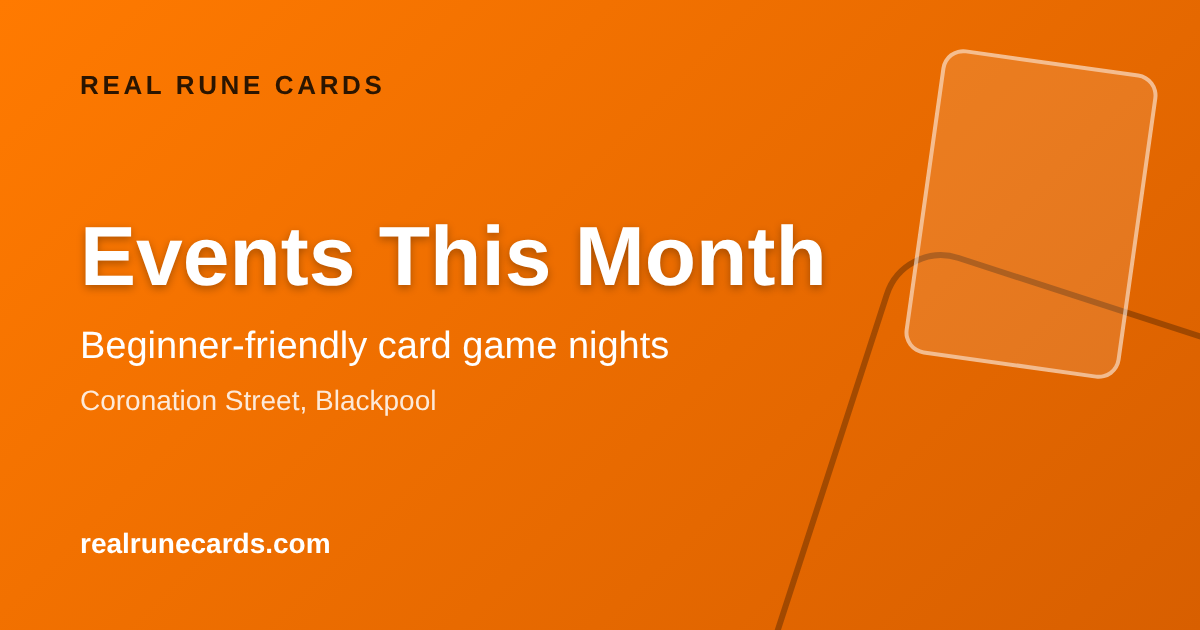 REAL RUNE CARDS
Events This Month
Beginner-friendly card game nights
Coronation Street, Blackpool
realrunecards.com